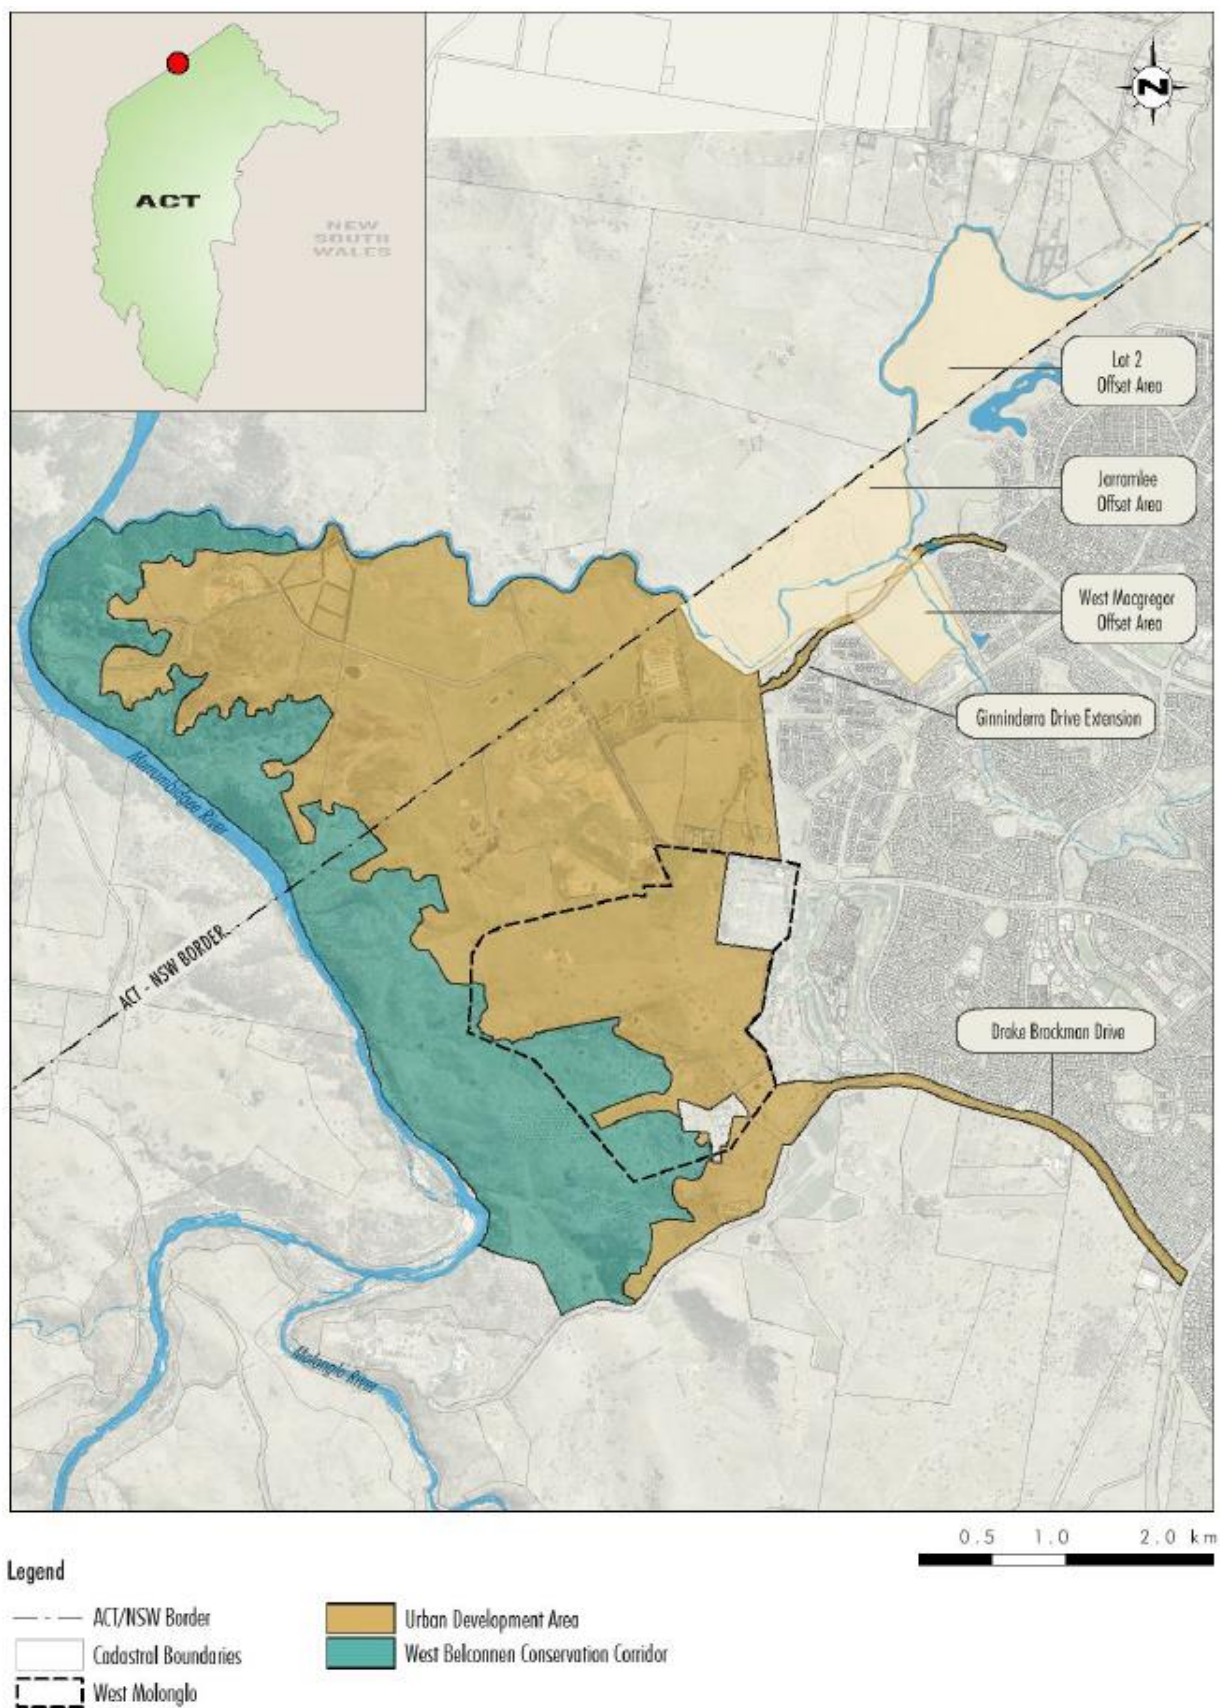 ACT
NEW
SOUTH
WALES
N
Lot 2
Offset Area
Jarramlee
Offset Area
West Macgregor
Offset Area
Ginninderra Drive Extension
Murrumbidgee River
ACT - NSW BORDER
Drake Brockman Drive
Molonglo River
0.5 1.0 2.0 km
Legend
ACT/NSW Border
Cadastral Boundaries
West Molonglo
Urban Development Area
West Belconnen Conservation Corridor